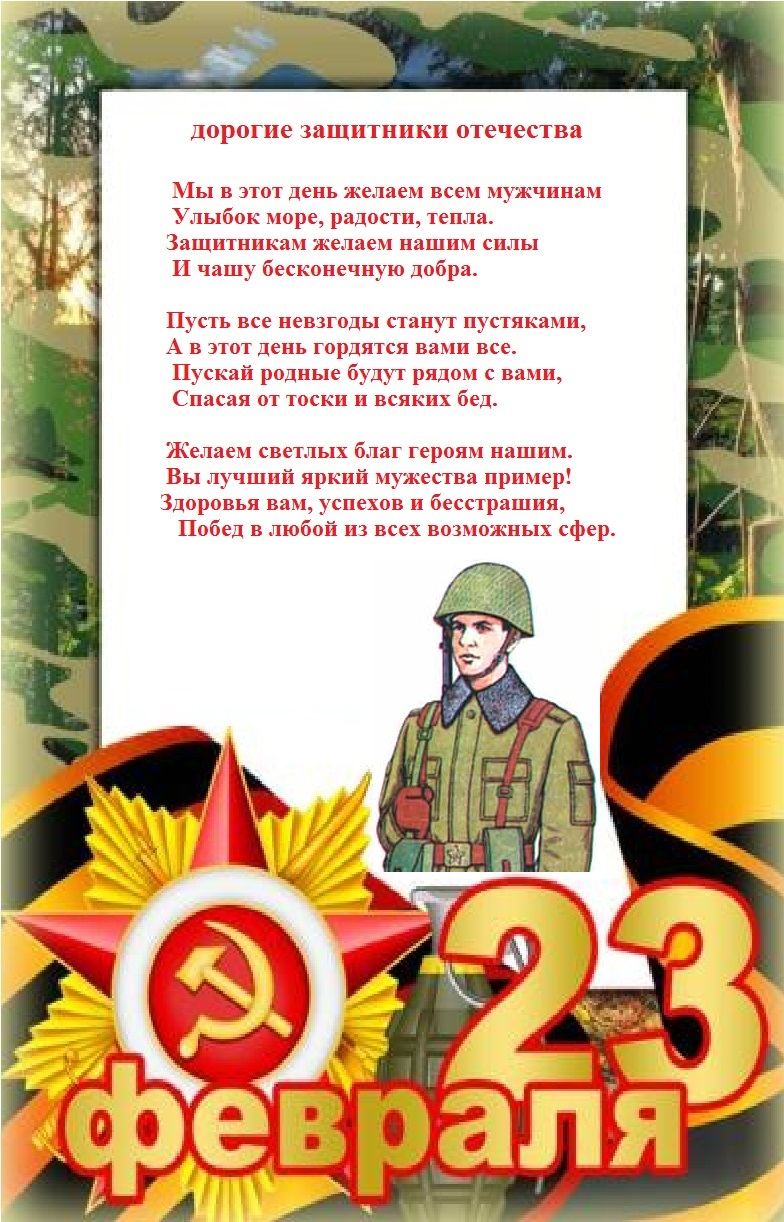 дорогие защитники отечества
Мы в этот день желаем всем мужчинам
Улыбок море, радости, тепла.
Защитникам желаем нашим силы
И чашу бесконечную добра.
Пусть все невзгоды станут пустяками,
А в этот день гордятся вами все.
Пускай родные будут рядом с вами,
Спасая от тоски и всяких бед.
Желаем светлых благ героям нашим.
Вы лучший яркий мужества пример!
Здоровья вам, успехов и бесстрашия,
Побед в любой из всех возможных сфер.
23
февраля